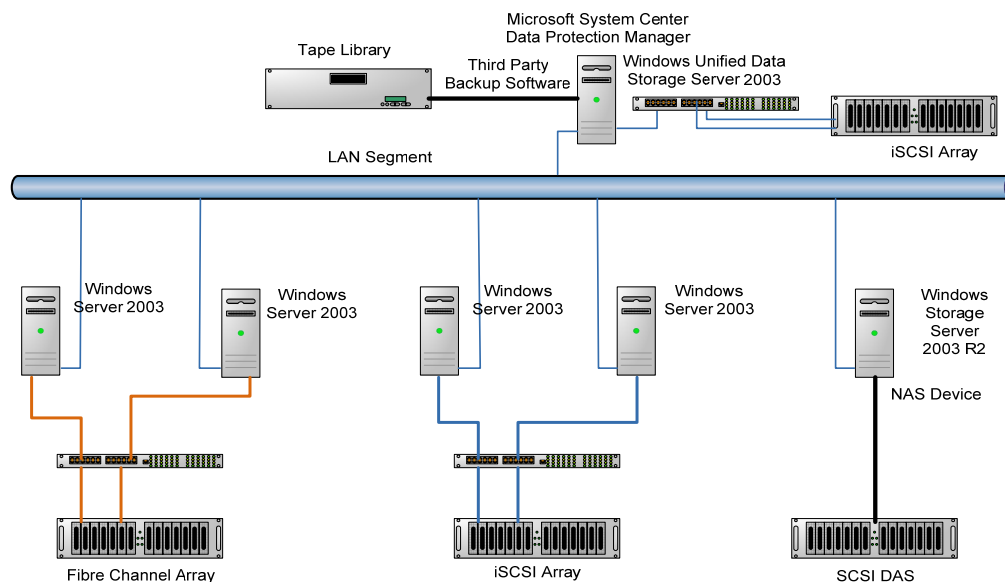 Microsoft System Center
Data Protection Manager
Tape Library
Third Party
Backup Software
Windows Unified Data
Storage Server 2003
iSCSI Array
LAN Segment
Windows
Server 2003
Windows
Server 2003
Windows
Server 2003
Windows
Server 2003
Windows
Storage
Server
2003 R2
NAS Device
Fibre Channel Array
iSCSI Array
SCSI DAS